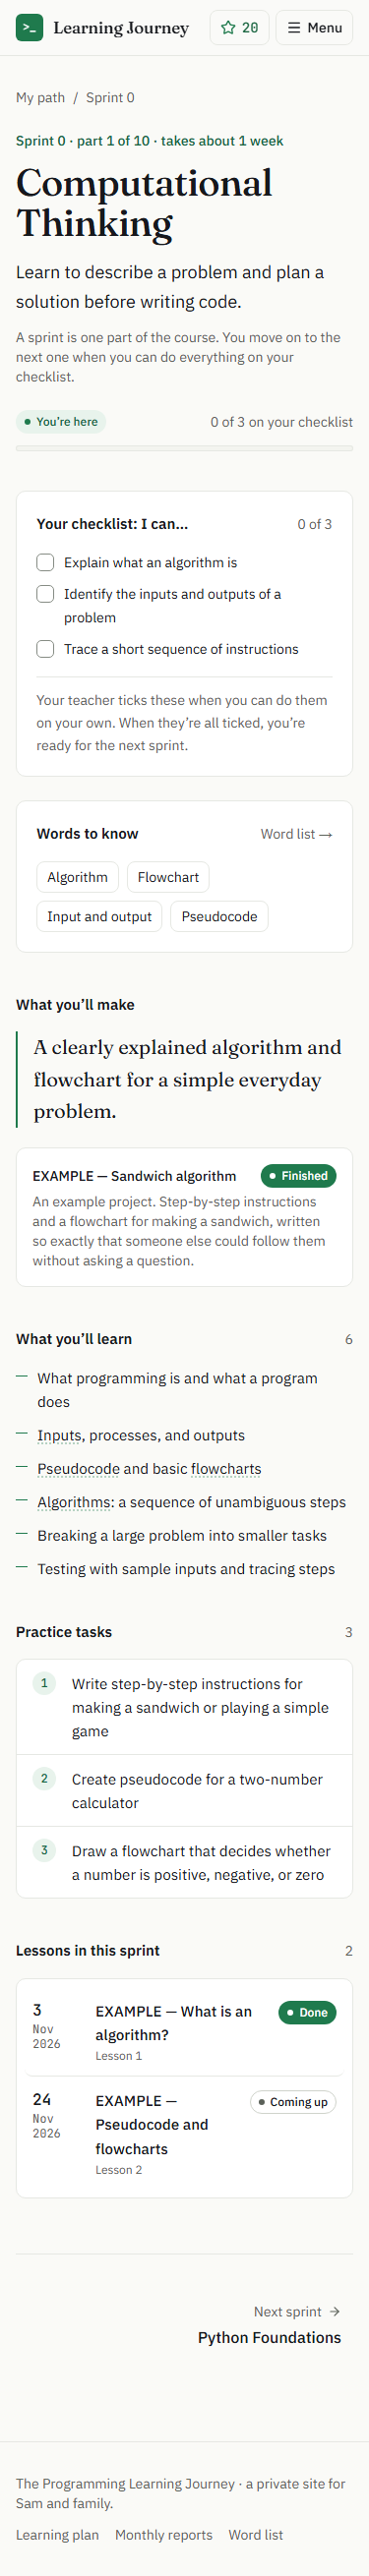 >_ Learning Journey 20 Menu
My path / Sprint 0
Sprint 0 · part 1 of 10 · takes about 1 week
Computational
Thinking
Learn to describe a problem and plan a
solution before writing code.
A sprint is one part of the course. You move on to the
next one when you can do everything on your
checklist.
You’re here 0 of 3 on your checklist
Your checklist: I can… 0 of 3
Explain what an algorithm is
Identify the inputs and outputs of a
problem
Trace a short sequence of instructions
Your teacher ticks these when you can do them
on your own. When they’re all ticked, you’re
ready for the next sprint.
Words to know Word list →
Algorithm Flowchart
Input and output Pseudocode
What you’ll make
A clearly explained algorithm and
flowchart for a simple everyday
problem.
EXAMPLE — Sandwich algorithm Finished
An example project. Step-by-step instructions
and a flowchart for making a sandwich, written
so exactly that someone else could follow them
without asking a question.
What you’ll learn 6
— What programming is and what a program
does
— Inputs, processes, and outputs
— Pseudocode and basic flowcharts
— Algorithms: a sequence of unambiguous steps
— Breaking a large problem into smaller tasks
— Testing with sample inputs and tracing steps
Practice tasks 3
1 Write step-by-step instructions for
making a sandwich or playing a simple
game
2 Create pseudocode for a two-number
calculator
3 Draw a flowchart that decides whether
a number is positive, negative, or zero
Lessons in this sprint 2
3 Nov 2026
EXAMPLE — What is an
algorithm?
Lesson 1
Done
24 Nov 2026
EXAMPLE —
Pseudocode and
flowcharts
Lesson 2
Coming up
Next sprint →
Python Foundations
The Programming Learning Journey · a private site for
Sam and family.
Learning plan Monthly reports Word list